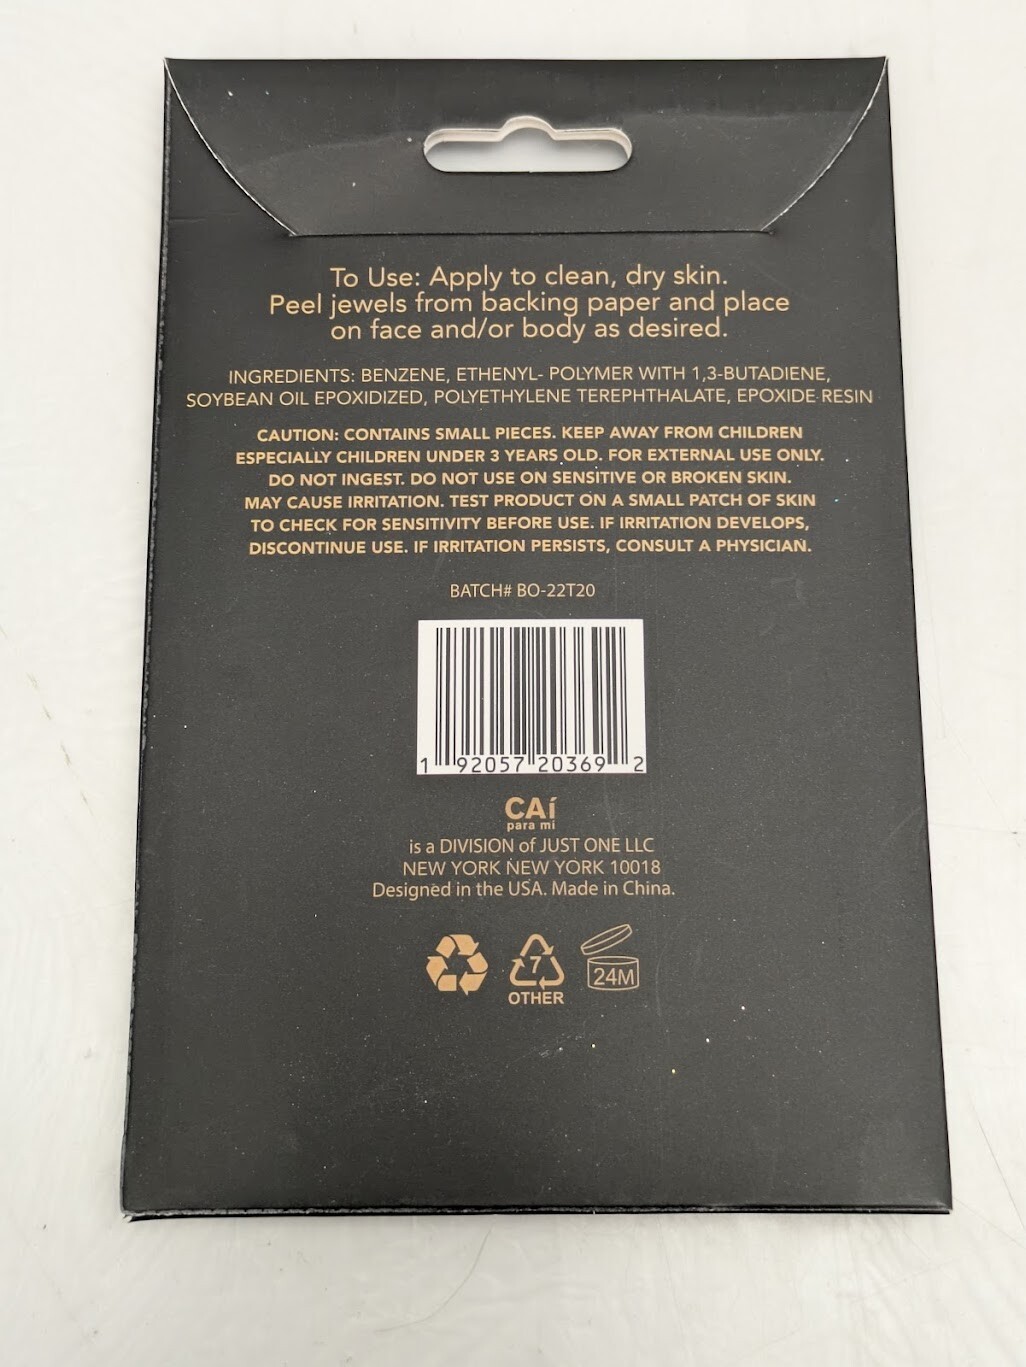 To Use: Apply to clean, dry skin.
Peel jewels from backing paper and place
on face and/or body as desired.
INGREDIENTS: BENZENE, ETHENYL- POLYMER WITH 1,3-BUTADIENE,
SOYBEAN OIL EPOXIDIZED, POLYETHYLENE TEREPHTHALATE, EPOXIDE RESIN
CAUTION: CONTAINS SMALL PIECES. KEEP AWAY FROM CHILDREN
ESPECIALLY CHILDREN UNDER 3 YEARS OLD. FOR EXTERNAL USE ONLY.
DO NOT INGEST. DO NOT USE ON SENSITIVE OR BROKEN SKIN.
MAY CAUSE IRRITATION. TEST PRODUCT ON A SMALL PATCH OF SKIN
TO CHECK FOR SENSITIVITY BEFORE USE. IF IRRITATION DEVELOPS,
DISCONTINUE USE. IF IRRITATION PERSISTS, CONSULT A PHYSICIAN.
BATCH# BO-22T20
1 92057 20369 2
CAí
para mi
is a DIVISION of JUST ONE LLC
NEW YORK NEW YORK 10018
Designed in the USA. Made in China.
7 24M
OTHER